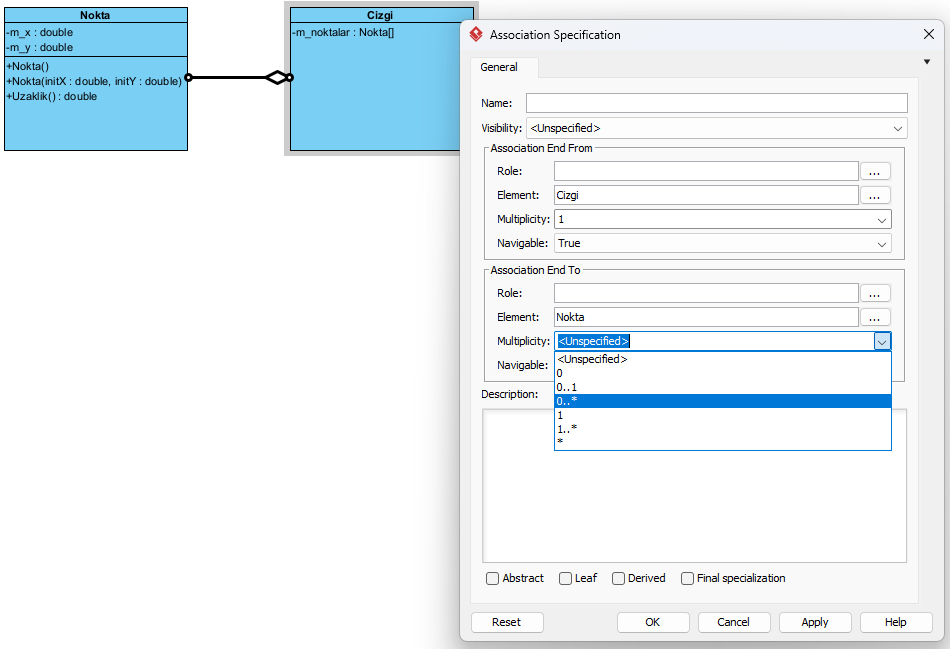 Nokta
-m_x : double
-m_y : double
+Nokta()
+Nokta(initX : double, initY : double)
+Uzaklik() : double
Cizgi
-m_noktalar : Nokta[]
Association Specification
General
Name:
Visibility: <Unspecified>
Association End From
Role: ...
Element: Cizgi ...
Multiplicity: 1
Navigable: True
Association End To
Role: ...
Element: Nokta ...
Multiplicity: <Unspecified>
Navigable:
<Unspecified>
0
0..1
0..*
1
1..*
*
Description:
Abstract Leaf Derived Final specialization
Reset OK Cancel Apply Help